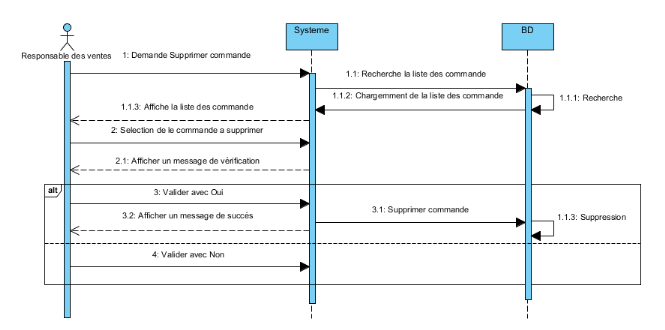 Systeme
BD
Responsable des ventes
1: Demande Supprimer commande
1.1: Recherche la liste des commande
1.1.2: Chargemment de la liste des commande
1.1.1: Recherche
1.1.3: Affiche la liste des commande
2: Selection de le commande a supprimer
2.1: Afficher un message de vérification
alt
3: Valider avec Oui
3.1: Supprimer commande
3.2: Afficher un message de succés
1.1.3: Suppression
4: Valider avec Non